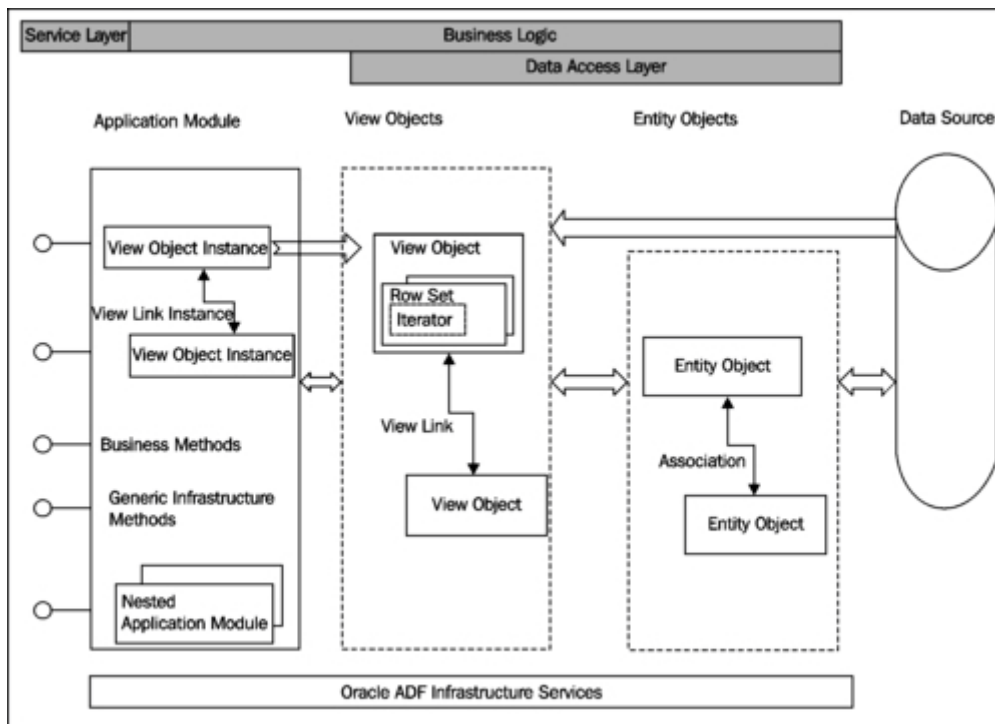 Service Layer
Business Logic
Data Access Layer
Application Module
View Objects
Entity Objects
Data Source
View Object Instance
View Link Instance
View Object Instance
Business Methods
Generic Infrastructure
Methods
Nested
Application Module
View Object
Row Set
Iterator
View Link
View Object
Entity Object
Association
Entity Object
Oracle ADF Infrastructure Services